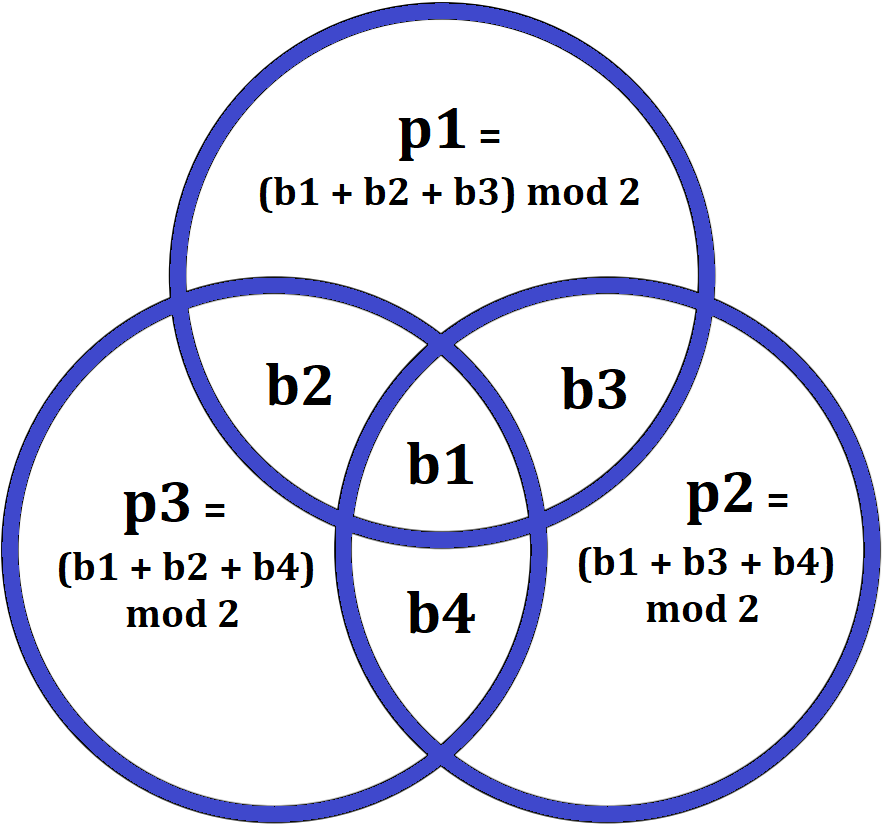 p1 =
(b1 + b2 + b3) mod 2
b2
b3
b1
p3 =
(b1 + b2 + b4)
mod 2
p2 =
(b1 + b3 + b4)
mod 2
b4